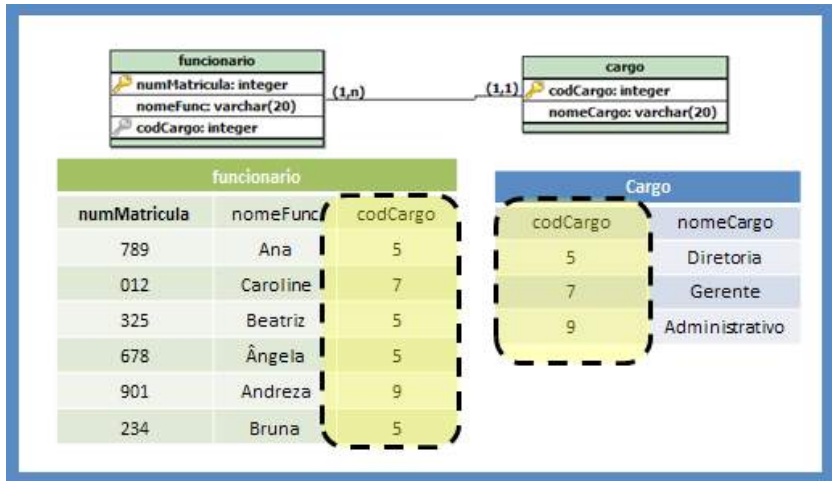 funcionario
numMatricula: integer
nomeFunc: varchar(20)
codCargo: integer
(1,n)
(1,1)
cargo
codCargo: integer
nomeCargo: varchar(20)
funcionario
numMatricula nomeFunc codCargo
789 Ana 5
012 Caroline 7
325 Beatriz 5
678 Ângela 5
901 Andreza 9
234 Bruna 5
Cargo
codCargo nomeCargo
5 Diretoria
7 Gerente
9 Administrativo